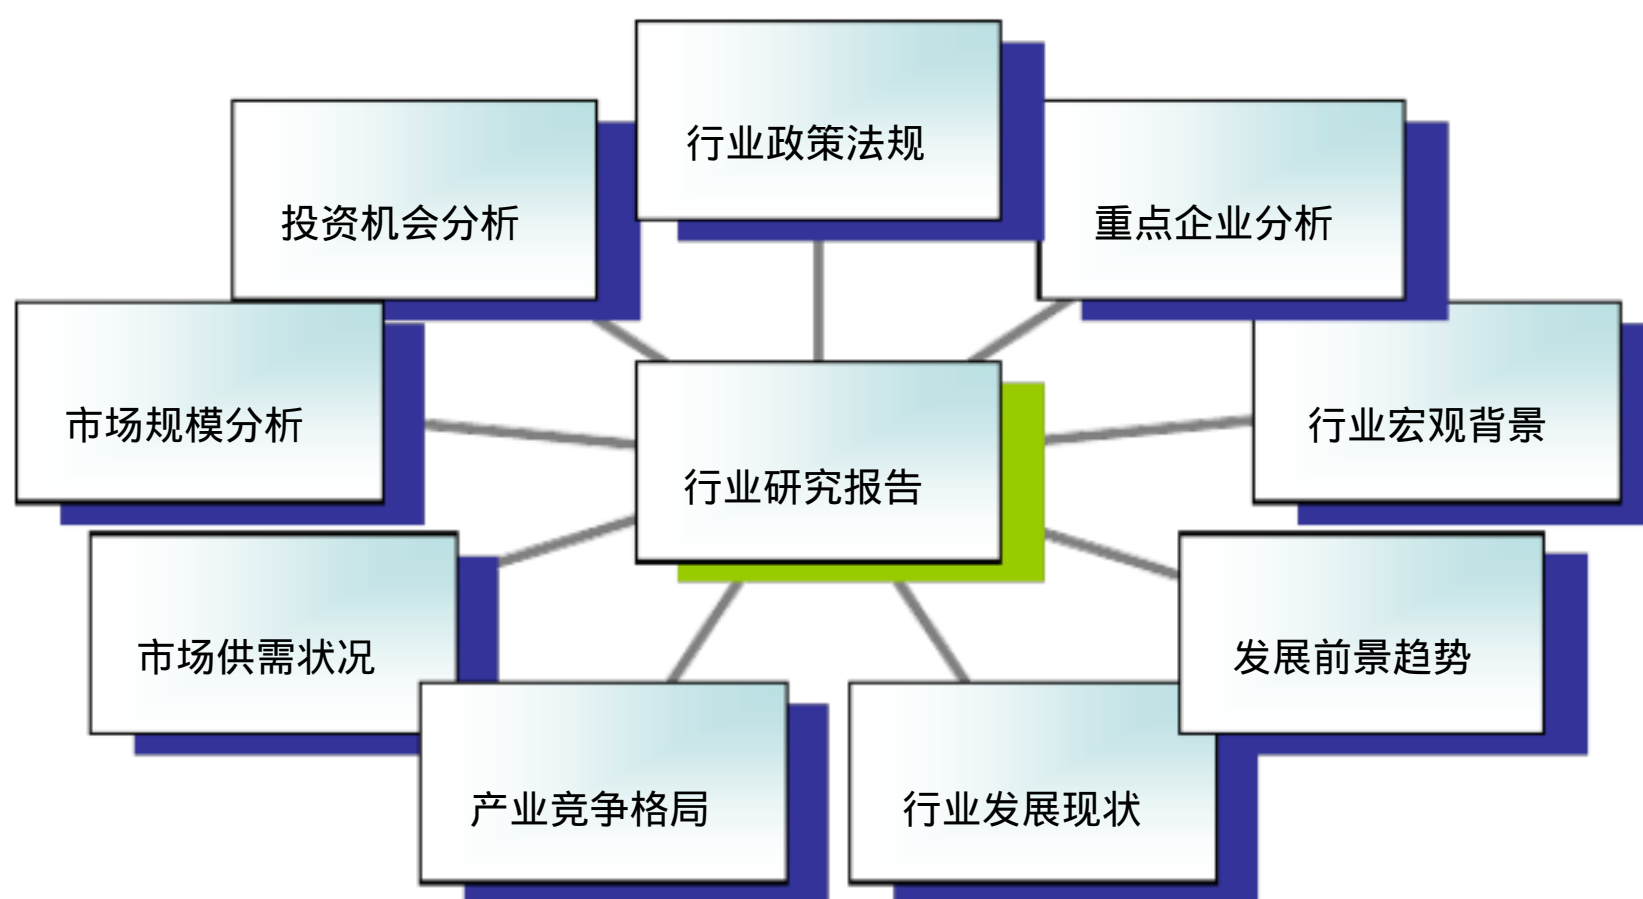 行业政策法规
投资机会分析
重点企业分析
市场规模分析
行业宏观背景
行业研究报告
市场供需状况
发展前景趋势
产业竞争格局
行业发展现状